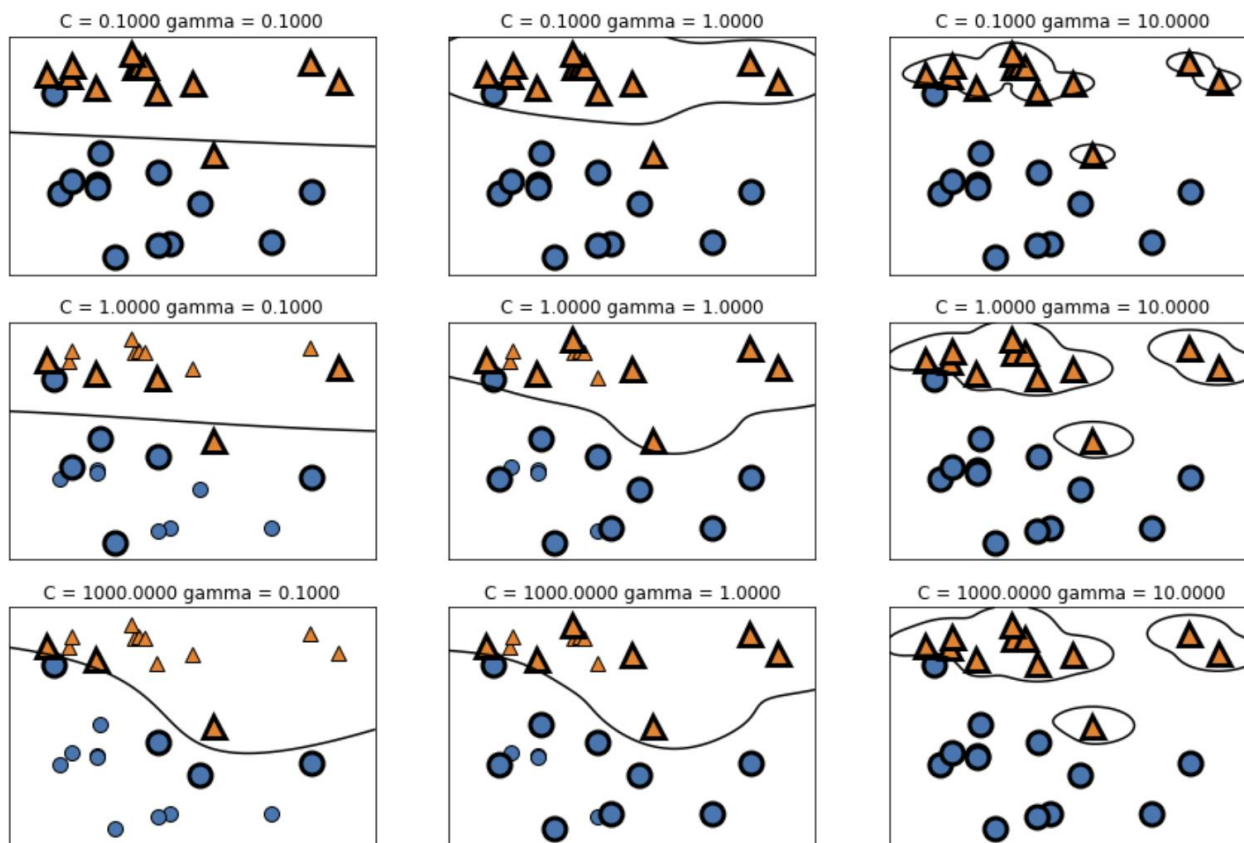 C = 0.1000 gamma = 0.1000
C = 0.1000 gamma = 1.0000
C = 0.1000 gamma = 10.0000
C = 1.0000 gamma = 0.1000
C = 1.0000 gamma = 1.0000
C = 1.0000 gamma = 10.0000
C = 1000.0000 gamma = 0.1000
C = 1000.0000 gamma = 1.0000
C = 1000.0000 gamma = 10.0000